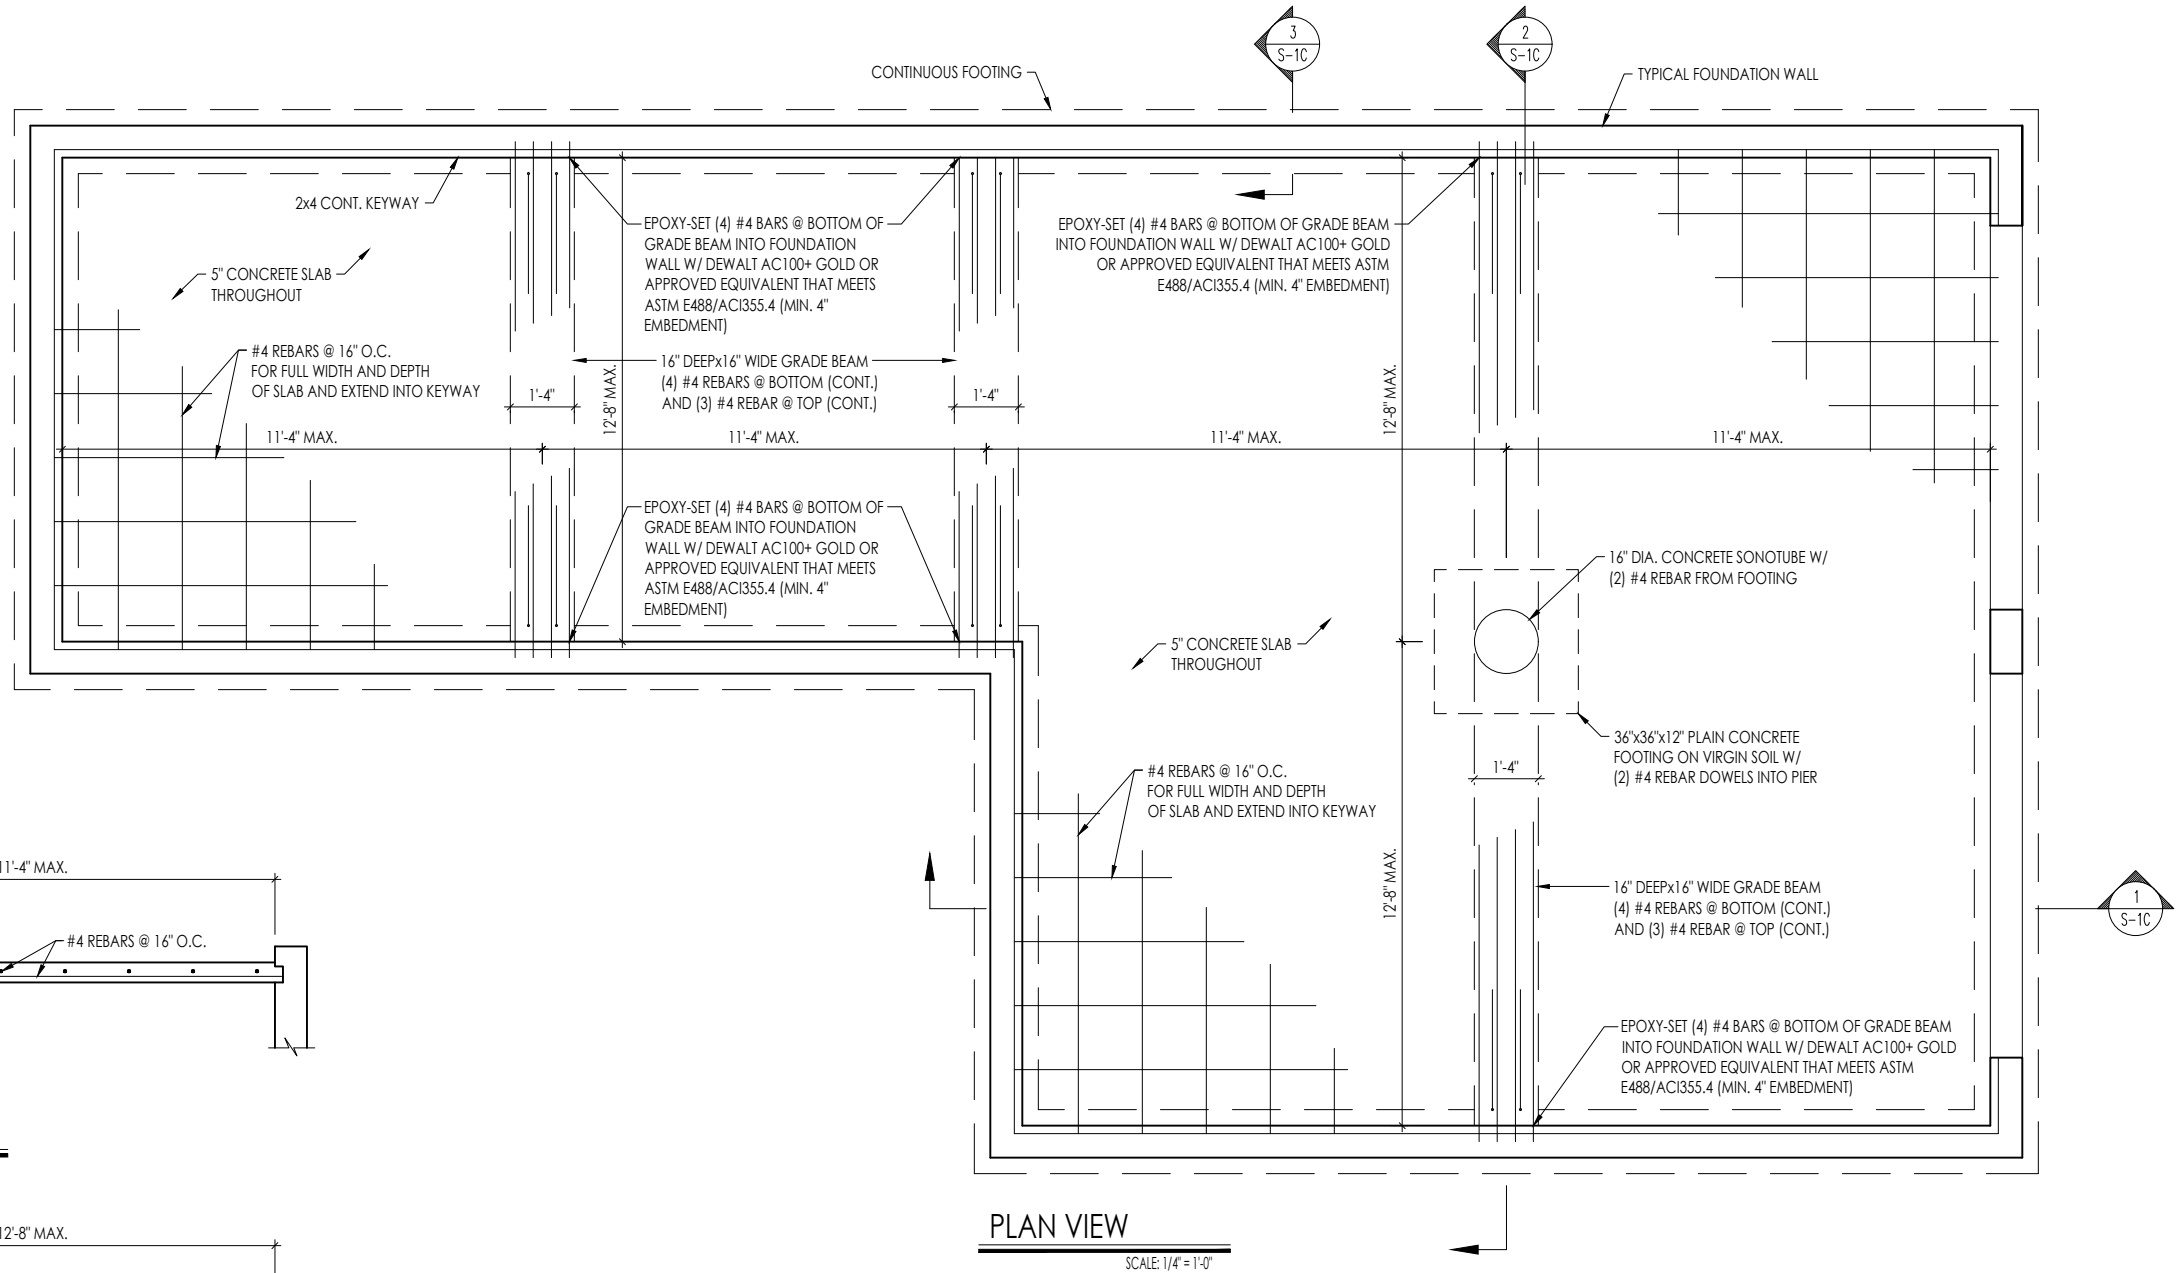 3
S-1C
2
S-1C
CONTINUOUS FOOTING
TYPICAL FOUNDATION WALL
2x4 CONT. KEYWAY
5" CONCRETE SLAB
THROUGHOUT
#4 REBARS @ 16" O.C.
FOR FULL WIDTH AND DEPTH
OF SLAB AND EXTEND INTO KEYWAY
EPOXY-SET (4) #4 BARS @ BOTTOM OF
GRADE BEAM INTO FOUNDATION
WALL W/ DEWALT AC100+ GOLD OR
APPROVED EQUIVALENT THAT MEETS
ASTM E488/ACI355.4 (MIN. 4"
EMBEDMENT)
EPOXY-SET (4) #4 BARS @ BOTTOM OF GRADE BEAM
INTO FOUNDATION WALL W/ DEWALT AC100+ GOLD
OR APPROVED EQUIVALENT THAT MEETS ASTM
E488/ACI355.4 (MIN. 4" EMBEDMENT)
16" DEEPx16" WIDE GRADE BEAM
(4) #4 REBARS @ BOTTOM (CONT.)
AND (3) #4 REBAR @ TOP (CONT.)
1'-4"
12'-8" MAX.
1'-4"
12'-8" MAX.
11'-4" MAX.
11'-4" MAX.
11'-4" MAX.
11'-4" MAX.
EPOXY-SET (4) #4 BARS @ BOTTOM OF
GRADE BEAM INTO FOUNDATION
WALL W/ DEWALT AC100+ GOLD OR
APPROVED EQUIVALENT THAT MEETS
ASTM E488/ACI355.4 (MIN. 4"
EMBEDMENT)
16" DIA. CONCRETE SONOTUBE W/
(2) #4 REBAR FROM FOOTING
5" CONCRETE SLAB
THROUGHOUT
36"x36"x12" PLAIN CONCRETE
FOOTING ON VIRGIN SOIL W/
(2) #4 REBAR DOWELS INTO PIER
1'-4"
#4 REBARS @ 16" O.C.
FOR FULL WIDTH AND DEPTH
OF SLAB AND EXTEND INTO KEYWAY
12'-8" MAX.
16" DEEPx16" WIDE GRADE BEAM
(4) #4 REBARS @ BOTTOM (CONT.)
AND (3) #4 REBAR @ TOP (CONT.)
1
S-1C
11'-4" MAX.
#4 REBARS @ 16" O.C.
EPOXY-SET (4) #4 BARS @ BOTTOM OF GRADE BEAM
INTO FOUNDATION WALL W/ DEWALT AC100+ GOLD
OR APPROVED EQUIVALENT THAT MEETS ASTM
E488/ACI355.4 (MIN. 4" EMBEDMENT)
12'-8" MAX.
PLAN VIEW
SCALE: 1/4" = 1'-0"